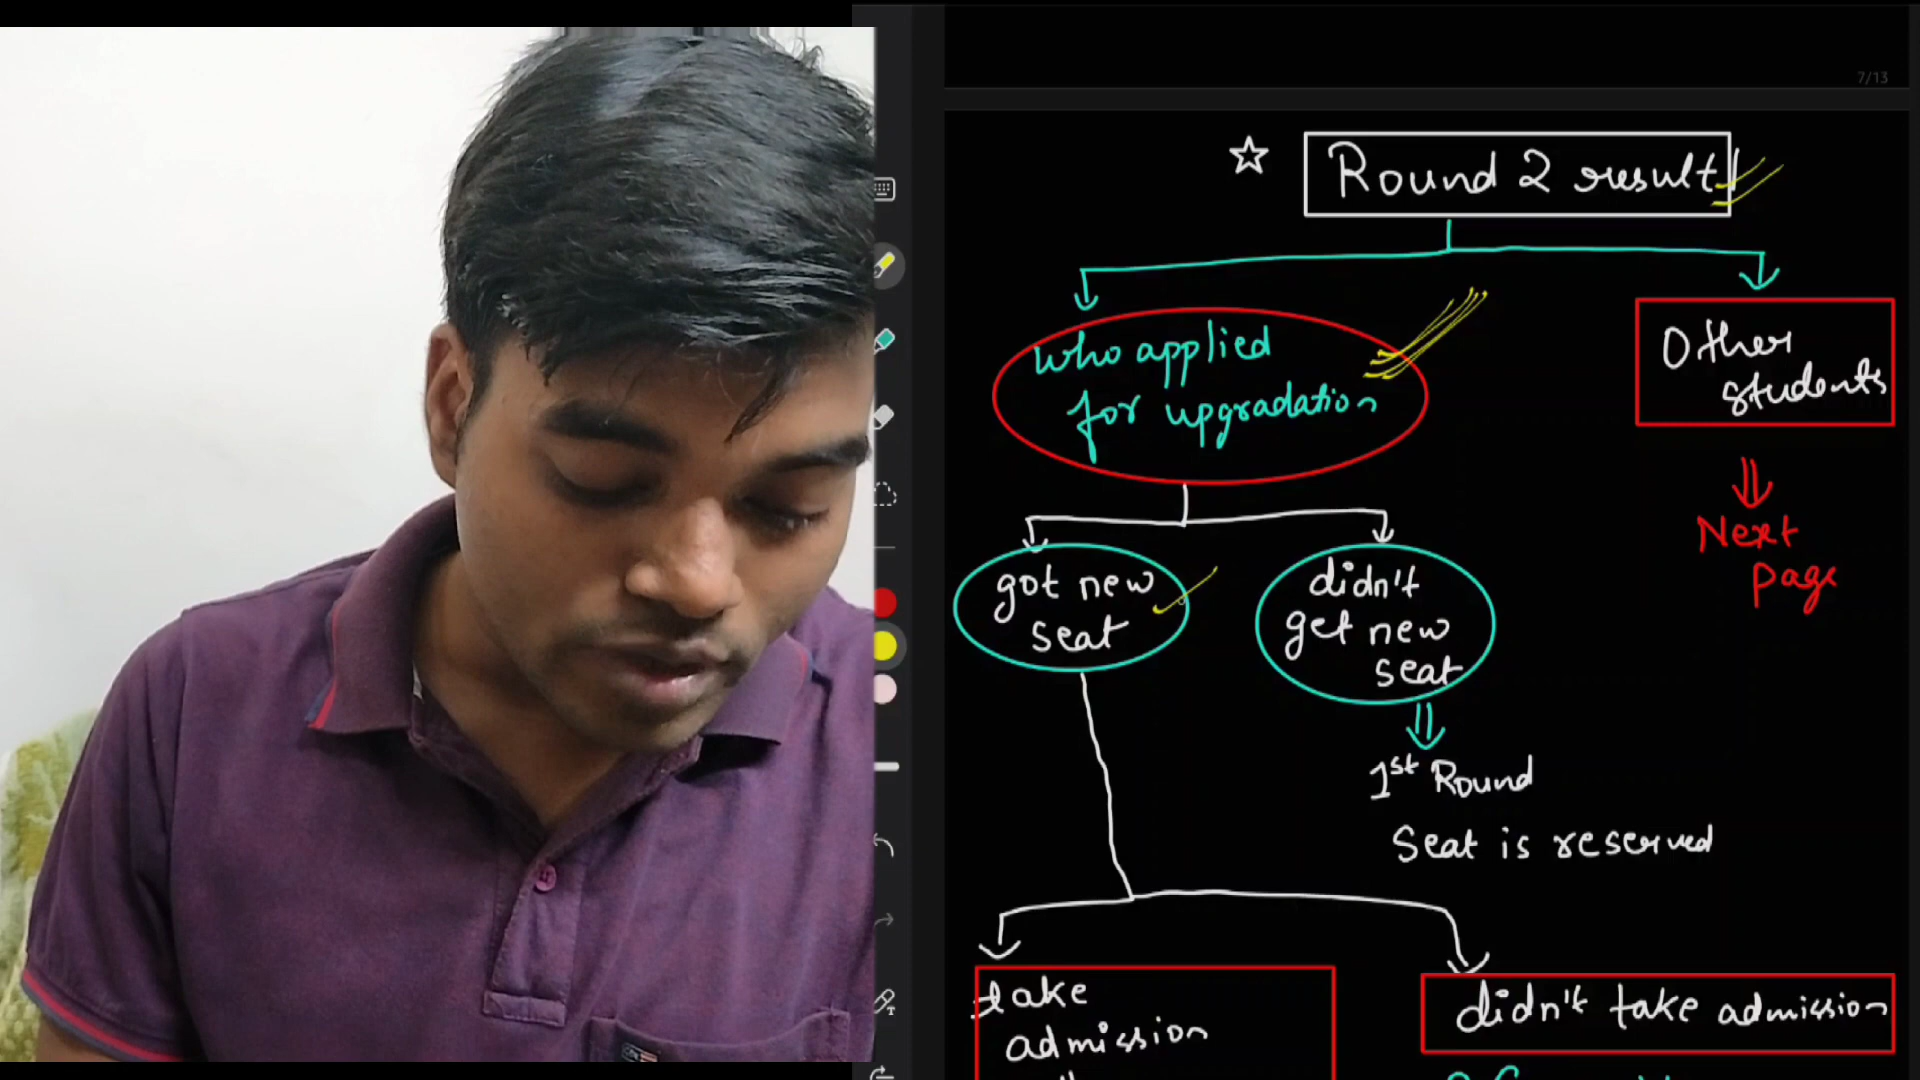 7/13
Round 2 result
who applied
for upgradation
Other
students
Next
page
got new
seat
didn't
get new
seat
1st Round
Seat is reserved
take
admission
didn't take admission